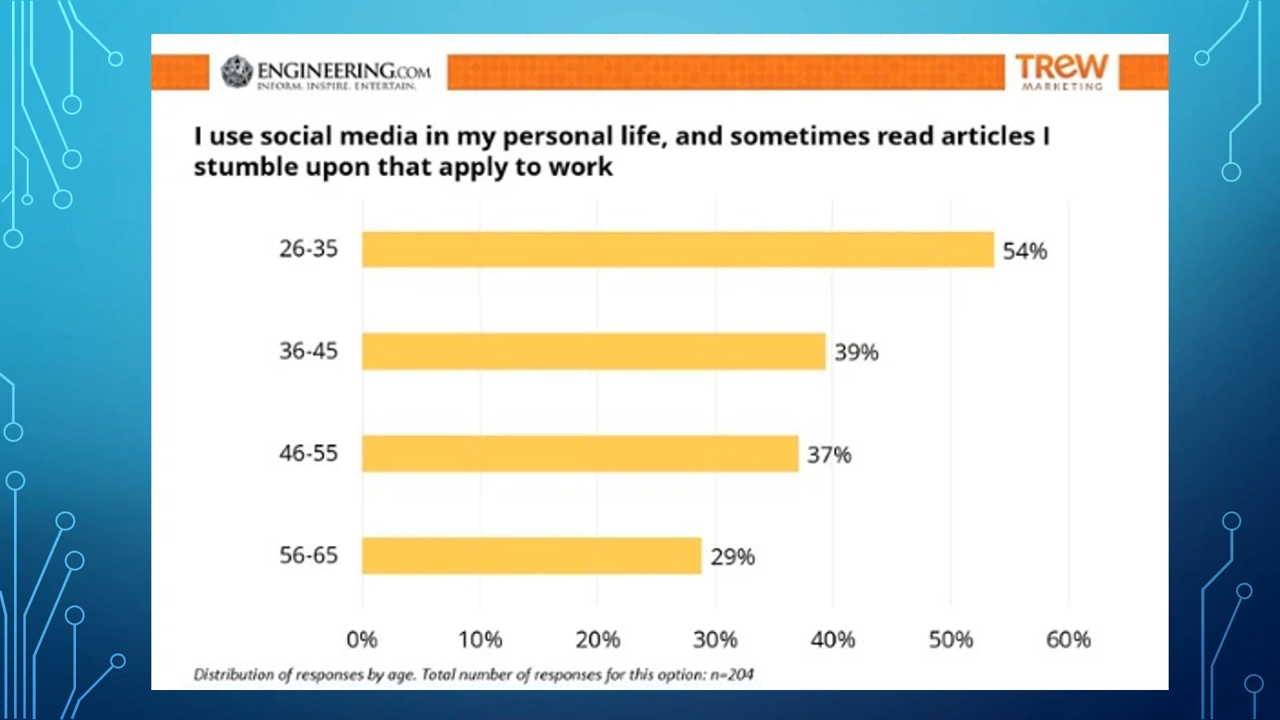 ENGINEERING.COM
INFORM. INSPIRE. ENTERTAIN.
TREW
MARKETING
I use social media in my personal life, and sometimes read articles I
stumble upon that apply to work
26-35
54%
36-45
39%
46-55
37%
56-65
29%
0% 10% 20% 30% 40% 50% 60%
Distribution of responses by age. Total number of responses for this option: n=204